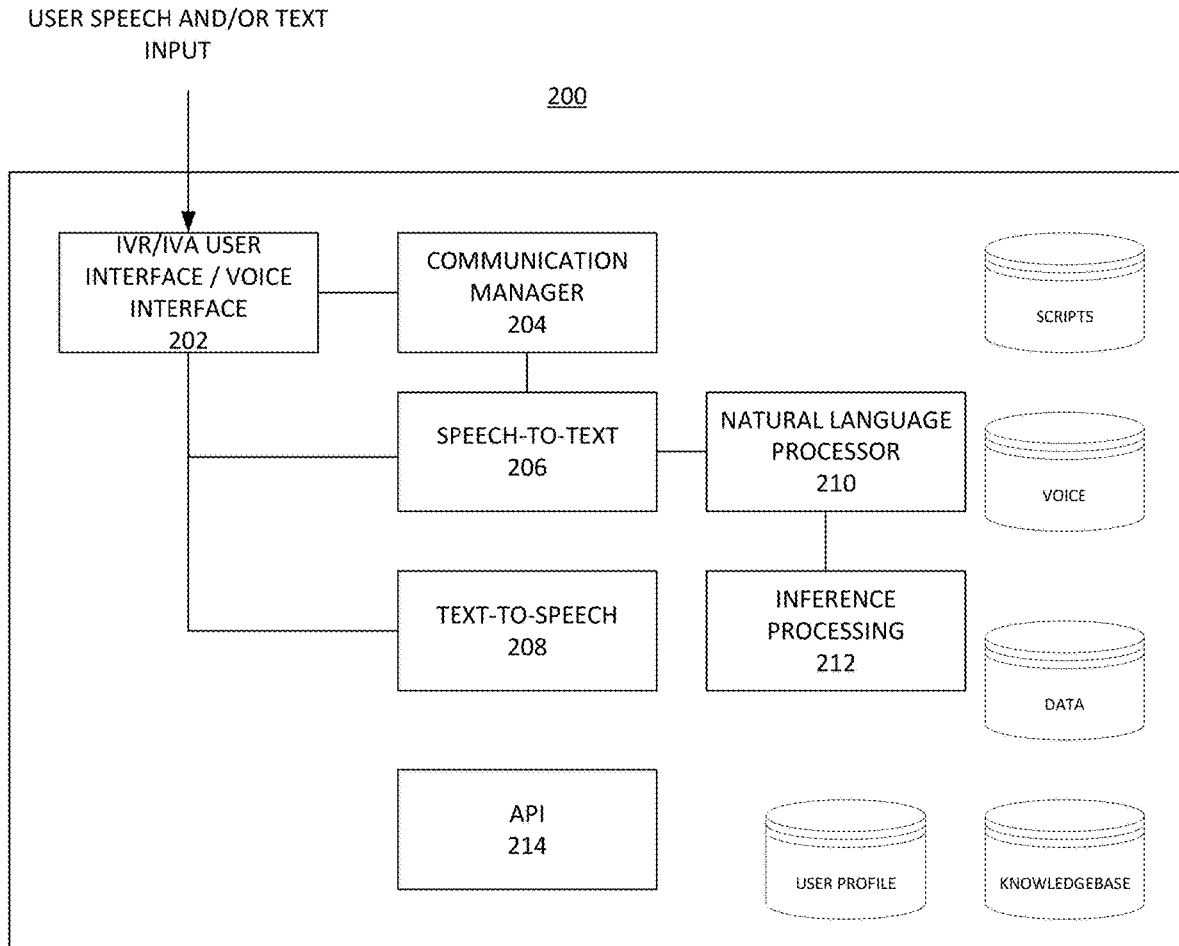 USER SPEECH AND/OR TEXT
INPUT
200
IVR/IVA USER
INTERFACE / VOICE
INTERFACE
202
COMMUNICATION
MANAGER
204
SCRIPTS
SPEECH-TO-TEXT
206
NATURAL LANGUAGE
PROCESSOR
210
VOICE
TEXT-TO-SPEECH
208
INFERENCE
PROCESSING
212
DATA
API
214
USER PROFILE
KNOWLEDGEBASE